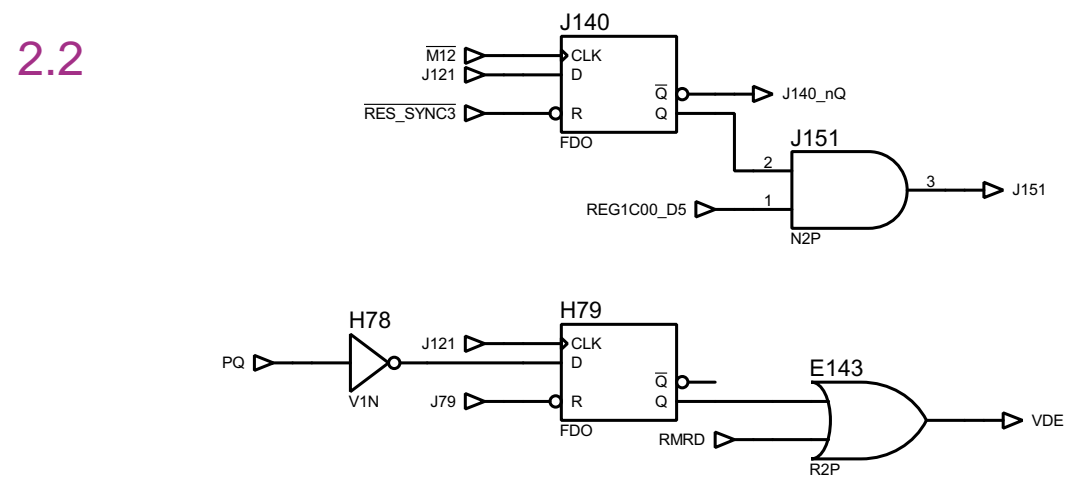 2.2
J140
M12
CLK
J121
D
RES_SYNC3
R
Q
J140_nQ
Q
FDO
J151
2
REG1C00_D5
1
3
J151
N2P
H78
PQ
V1N
H79
J121
CLK
D
J79
R
Q
Q
FDO
E143
RMRD
VDE
R2P